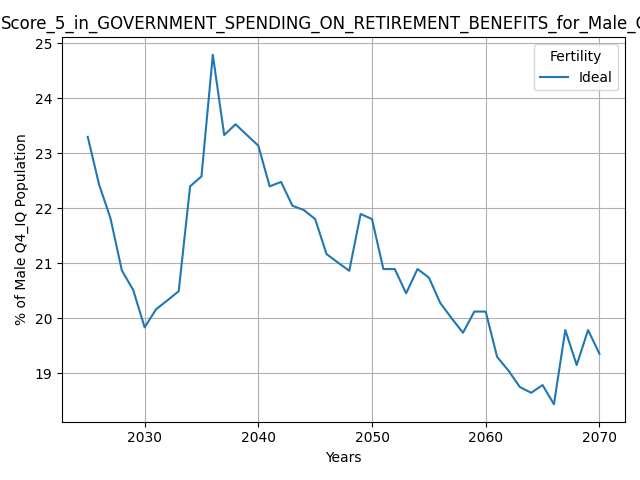 Score_5_in_GOVERNMENT_SPENDING_ON_RETIREMENT_BENEFITS_for_Male_
25
24
23
22
21
20
19
% of Male Q4_IQ Population
Fertility
Ideal
2030
2040
2050
2060
2070
Years